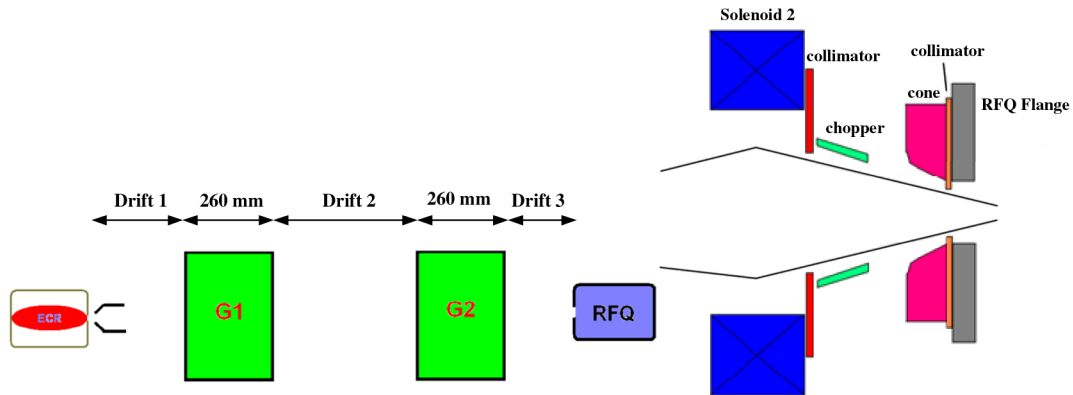 Solenoid 2
collimator
collimator
cone
RFQ Flange
chopper
Drift 1
260 mm
Drift 2
260 mm
Drift 3
ECR
G1
G2
RFQ